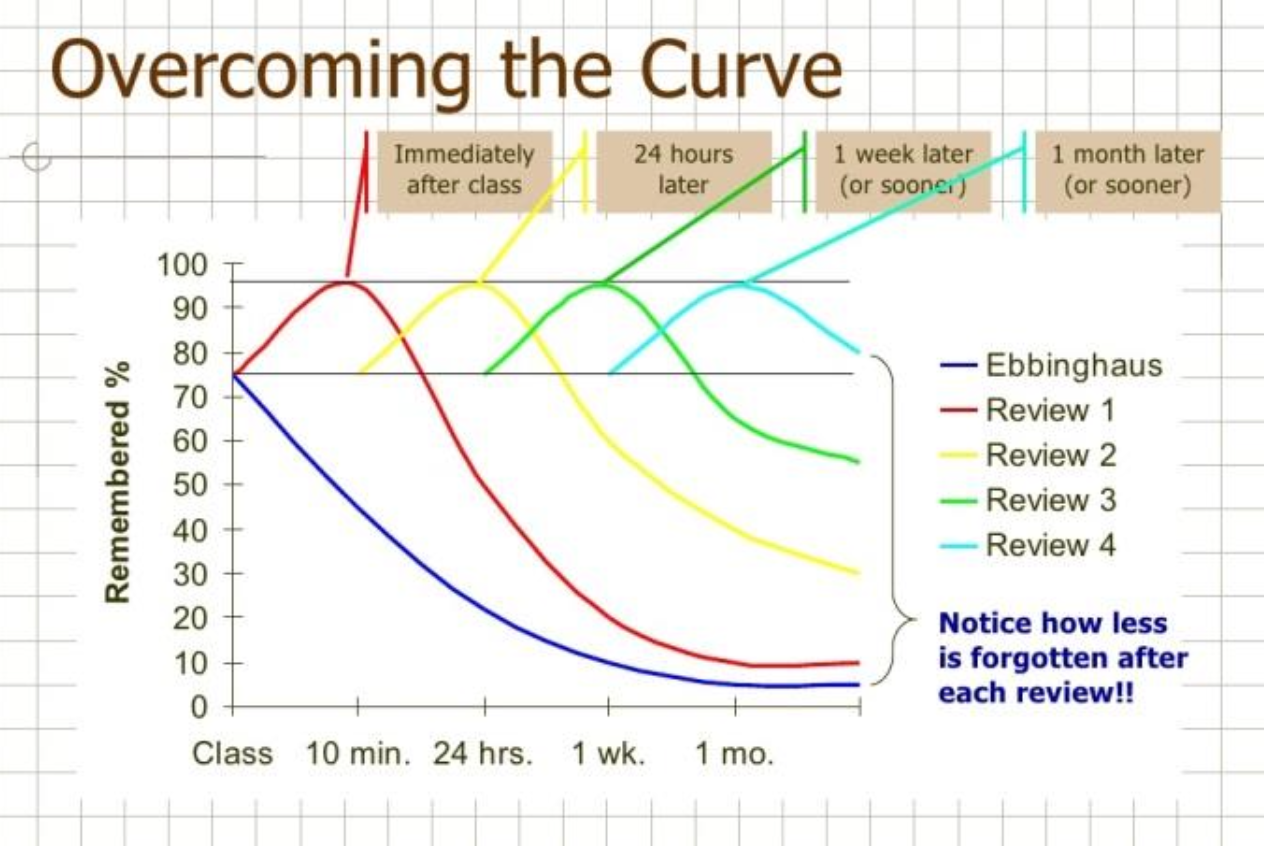 Overcoming the Curve
Immediately
after class
24 hours
later
1 week later
(or sooner)
1 month later
(or sooner)
Remembered %
100
90
80
70
60
50
40
30
20
10
0
Class
10 min.
24 hrs.
1 wk.
1 mo.
Ebbinghaus
Review 1
Review 2
Review 3
Review 4
Notice how less
is forgotten after
each review!!